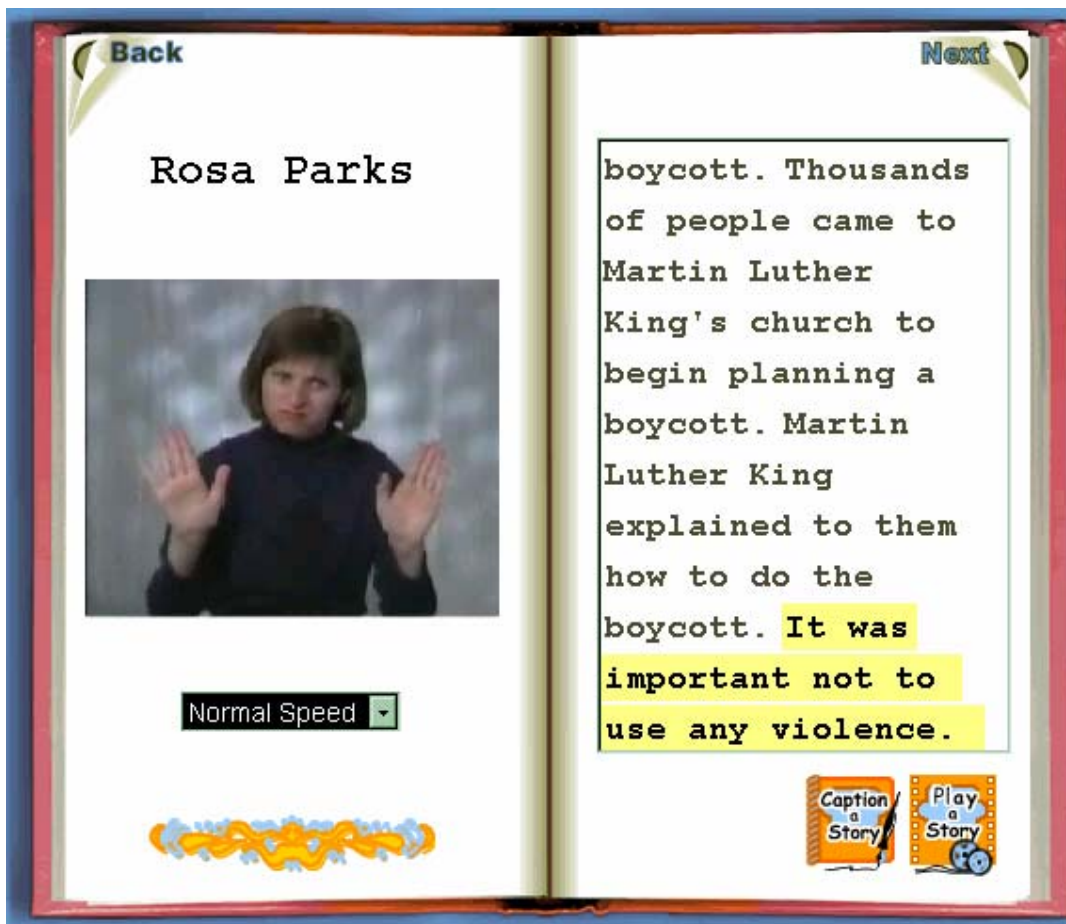 Back
Next
Rosa Parks
Normal Speed
boycott. Thousands
of people came to
Martin Luther
King's church to
begin planning a
boycott. Martin
Luther King
explained to them
how to do the
boycott. It was
important not to
use any violence.
Caption
a
Story
Play
a
Story